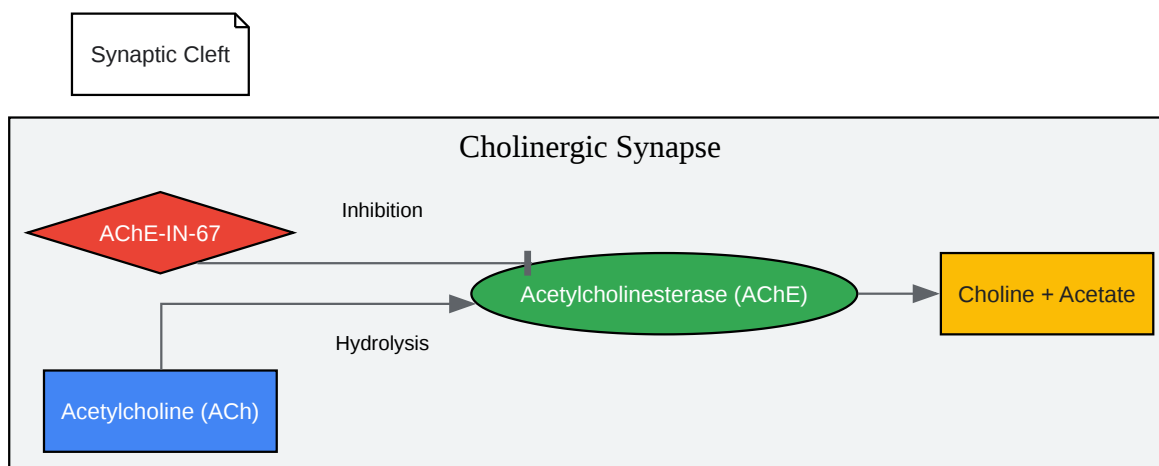 Synaptic Cleft
Cholinergic Synapse
AChE-IN-67
Inhibition
Acetylcholinesterase (AChE)
Choline + Acetate
Hydrolysis
Acetylcholine (ACh)